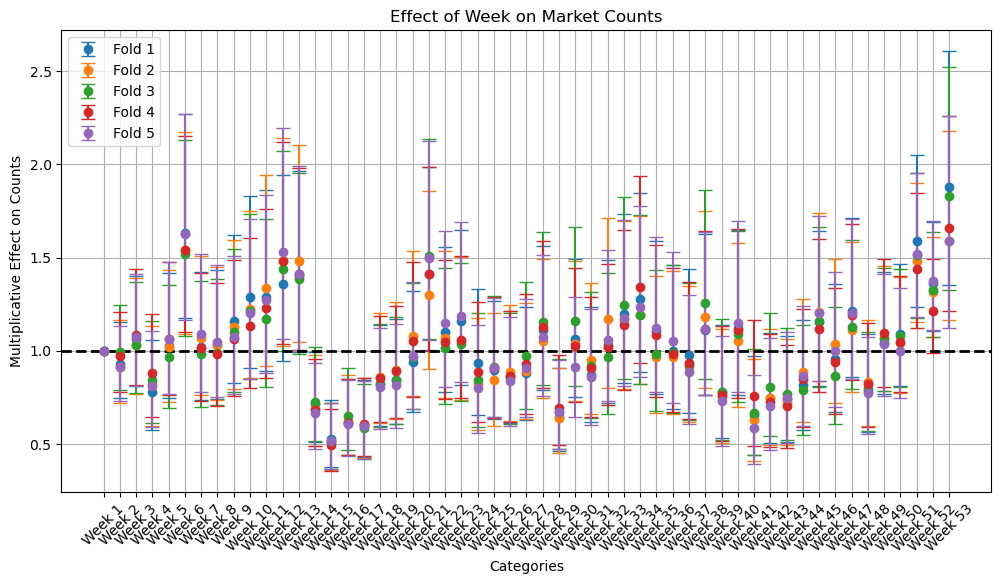 Effect of Week on Market Counts
Multiplicative Effect on Counts
2.5
2.0
1.5
1.0
0.5
Fold 1
Fold 2
Fold 3
Fold 4
Fold 5
Week 1
Week 2
Week 3
Week 4
Week 5
Week 6
Week 7
Week 8
Week 9
Week 10
Week 11
Week 12
Week 13
Week 14
Week 15
Week 16
Week 17
Week 18
Week 19
Week 20
Week 21
Week 22
Week 23
Week 24
Week 25
Week 26
Week 27
Week 28
Week 29
Week 30
Week 31
Week 32
Week 33
Week 34
Week 35
Week 36
Week 37
Week 38
Week 39
Week 40
Week 41
Week 42
Week 43
Week 44
Week 45
Week 46
Week 47
Week 48
Week 49
Week 50
Week 51
Week 52
Week 53
Categories